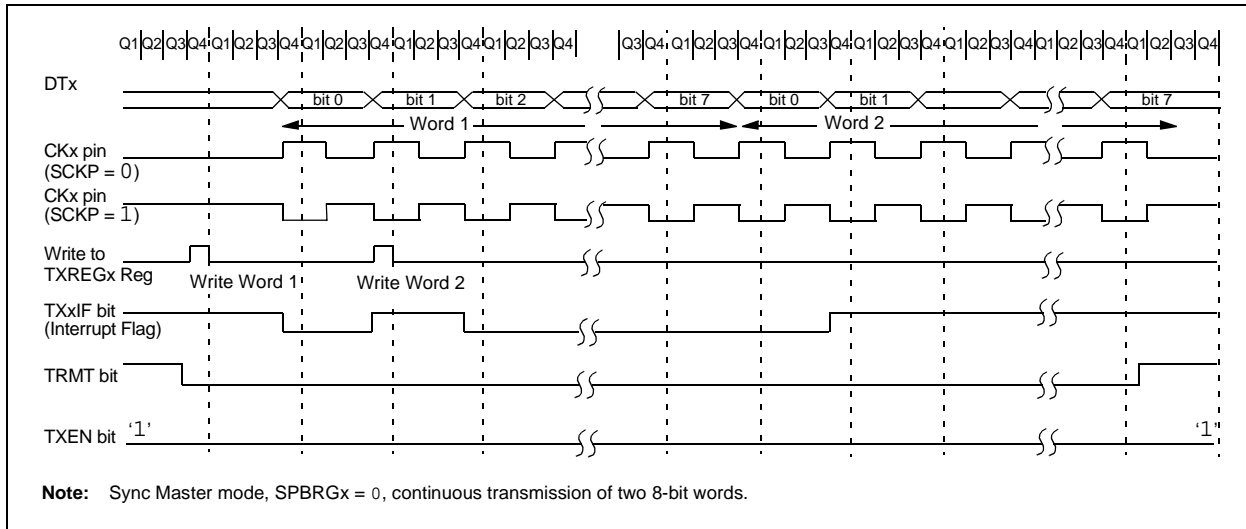 Q1 Q2 Q3 Q4 Q1 Q2 Q3 Q4 Q1 Q2 Q3 Q4 Q1 Q2 Q3 Q4 Q1 Q2 Q3 Q4 Q3 Q4 Q1 Q2 Q3 Q4 Q1 Q2 Q3 Q4 Q1 Q2 Q3 Q4 Q1 Q2 Q3 Q4 Q1 Q2 Q3 Q4 Q1 Q2 Q3 Q4
DTx
bit 0 bit 1 bit 2 bit 7 bit 0 bit 1 bit 7
Word 1 Word 2
CKx pin
(SCKP = 0)
CKx pin
(SCKP = 1)
Write to
TXREGx Reg
Write Word 1 Write Word 2
TXxIF bit
(Interrupt Flag)
TRMT bit
TXEN bit '1' '1'
Note: Sync Master mode, SPBRGx = 0, continuous transmission of two 8-bit words.